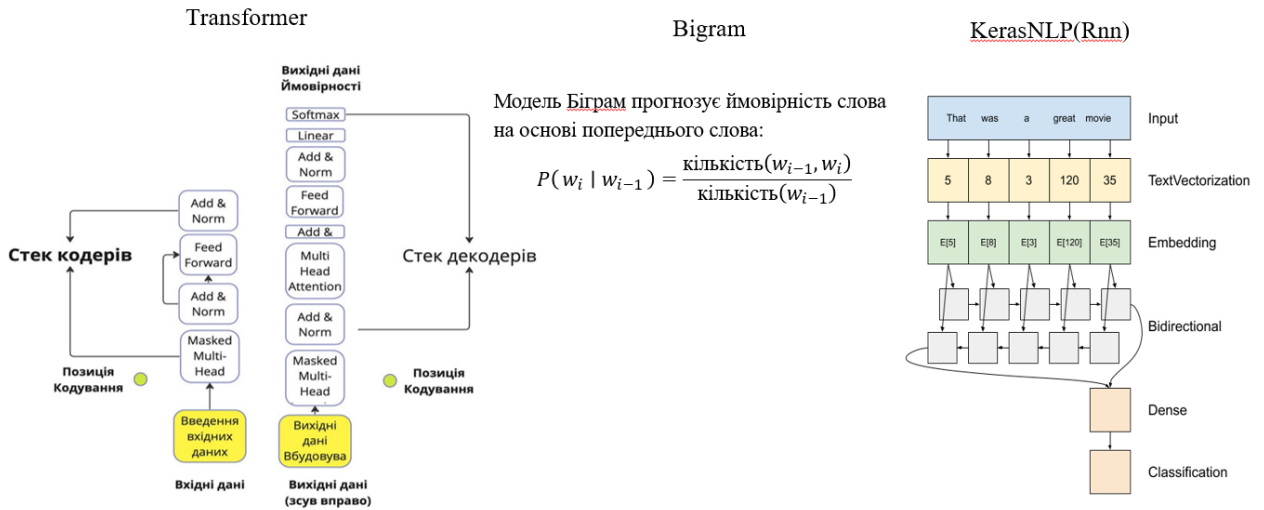 Transformer
Вихідні дані
Ймовірності
Softmax
Linear
Add &
Norm
Feed
Forward
Add &
Multi
Head
Attention
Add &
Norm
Masked
Multi-
Head
Вихідні
дані
Вбудовува
Вихідні дані
(зсув вправо)
Стек декодерів
Позиція
Кодування
Add &
Norm
Feed
Forward
Add &
Norm
Masked
Multi-
Head
Стек кодерів
Позиція
Кодування
Введення
вхідних
даних
Вхідні дані
Bigram
Модель Біграм прогнозує ймовірність слова
на основі попереднього слова:
P(wᵢ | wᵢ₋₁) = кількість(wᵢ₋₁, wᵢ)
кількість(wᵢ₋₁)
KerasNLP(Rnn)
That was a great movie
Input
5 8 3 120 35
TextVectorization
E[5] E[8] E[3] E[120] E[35]
Embedding
Bidirectional
Dense
Classification